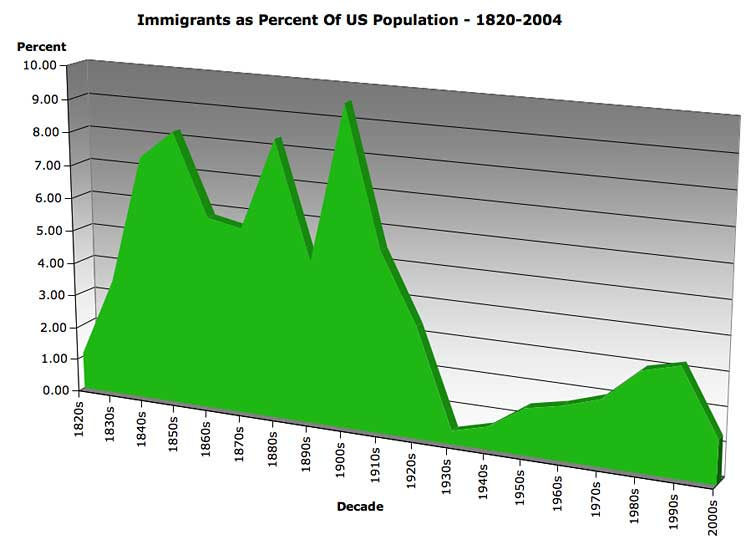 Immigrants as Percent Of US Population - 1820-2004
Percent
10.00
9.00
8.00
7.00
6.00
5.00
4.00
3.00
2.00
1.00
0.00
1820s
1830s
1840s
1850s
1860s
1870s
1880s
1890s
1900s
1910s
1920s
1930s
1940s
1950s
1960s
1970s
1980s
1990s
2000s
Decade